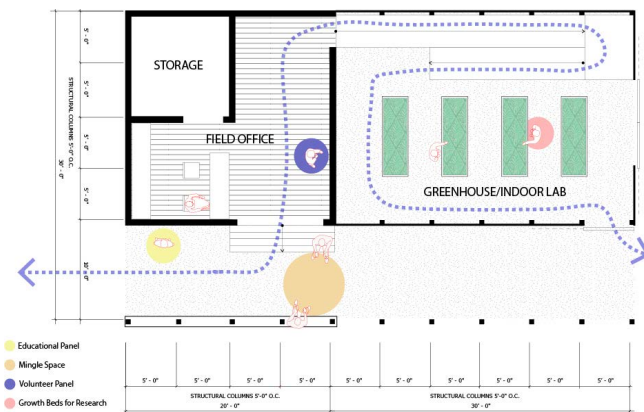 STORAGE
FIELD OFFICE
GREENHOUSE/INDOOR LAB
5' - 0"
5' - 0"
5' - 0"
5' - 0"
10' - 0"
STRUCTURAL COLUMNS 5'-0" O.C.
30' - 0"
Educational Panel
Mingle Space
Volunteer Panel
Growth Beds for Research
5' - 0" 5' - 0" 5' - 0" 5' - 0" 5' - 0" 5' - 0" 5' - 0" 5' - 0" 5' - 0" 5' - 0"
STRUCTURAL COLUMNS 5'-0" O.C. STRUCTURAL COLUMNS 5'-0" O.C.
20' - 0" 30' - 0"